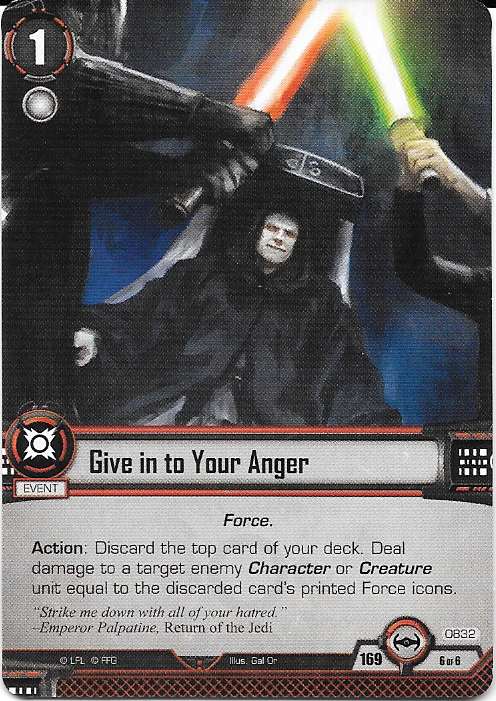 1
Give in to Your Anger
EVENT
Force.
Action: Discard the top card of your deck. Deal
damage to a target enemy Character or Creature
unit equal to the discarded card's printed Force icons.
"Strike me down with all of your hatred."
–Emperor Palpatine, Return of the Jedi
0832
© LFL © FFG
Illus. Gal Or
169
6 OF 6